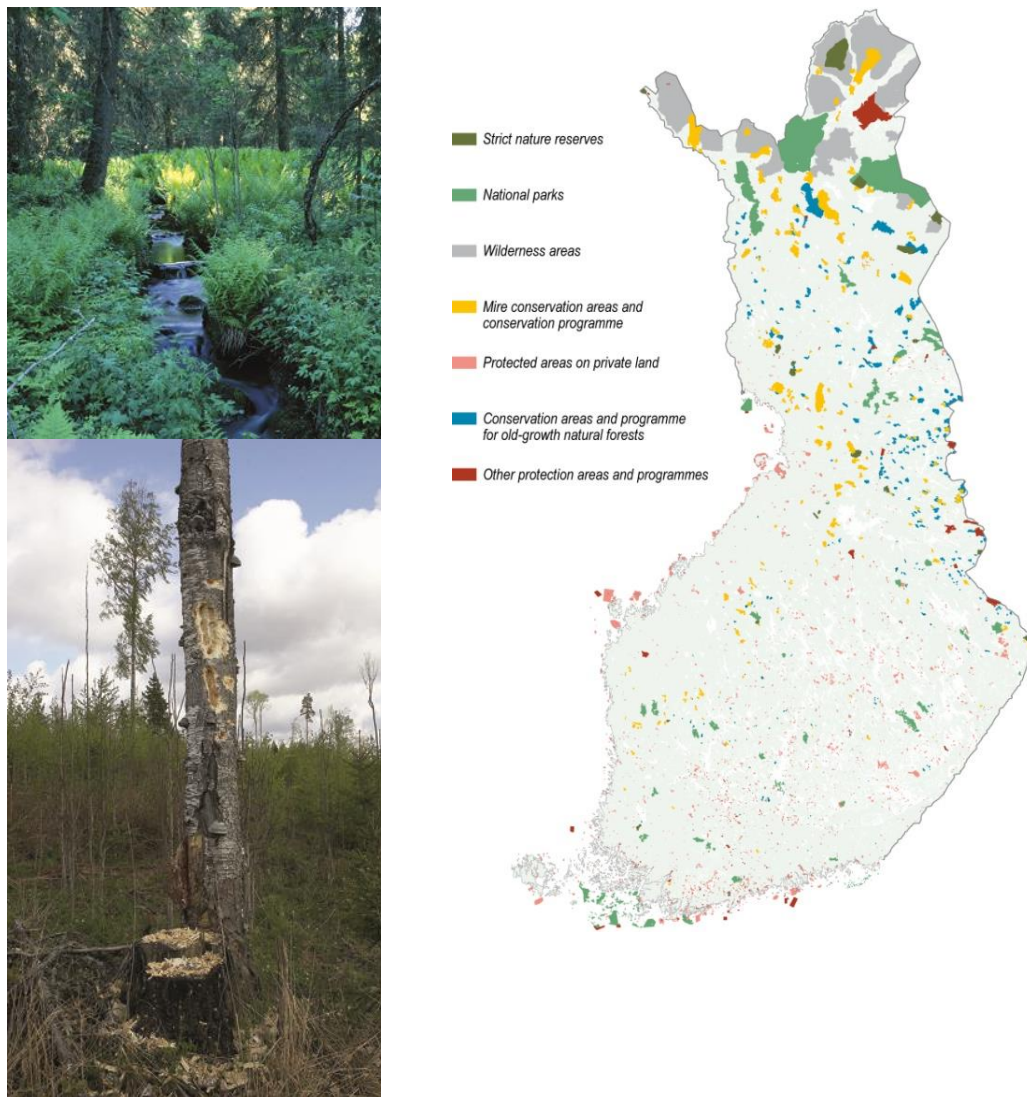 Strict nature reserves
National parks
Wilderness areas
Mire conservation areas and
conservation programme
Protected areas on private land
Conservation areas and programme
for old-growth natural forests
Other protection areas and programmes